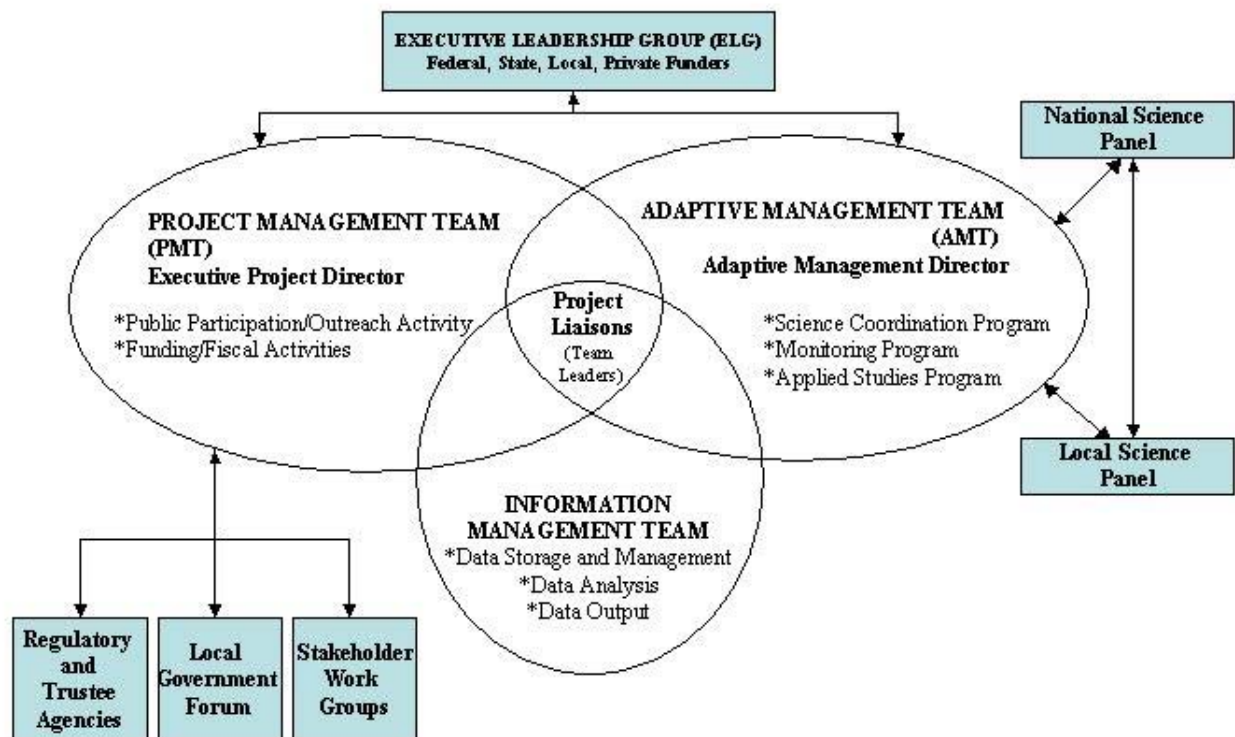 EXECUTIVE LEADERSHIP GROUP (ELG)
Federal, State, Local, Private Funders
National Science
Panel
PROJECT MANAGEMENT TEAM
(PMT)
Executive Project Director
*Public Participation/Outreach Activity
*Funding/Fiscal Activities
ADAPTIVE MANAGEMENT TEAM
(AMT)
Adaptive Management Director
*Science Coordination Program
*Monitoring Program
*Applied Studies Program
Project
Liaisons
(Team
Leaders)
Local Science
Panel
INFORMATION
MANAGEMENT TEAM
*Data Storage and Management
*Data Analysis
*Data Output
Regulatory
and
Trustee
Agencies
Local
Government
Forum
Stakeholder
Work
Groups